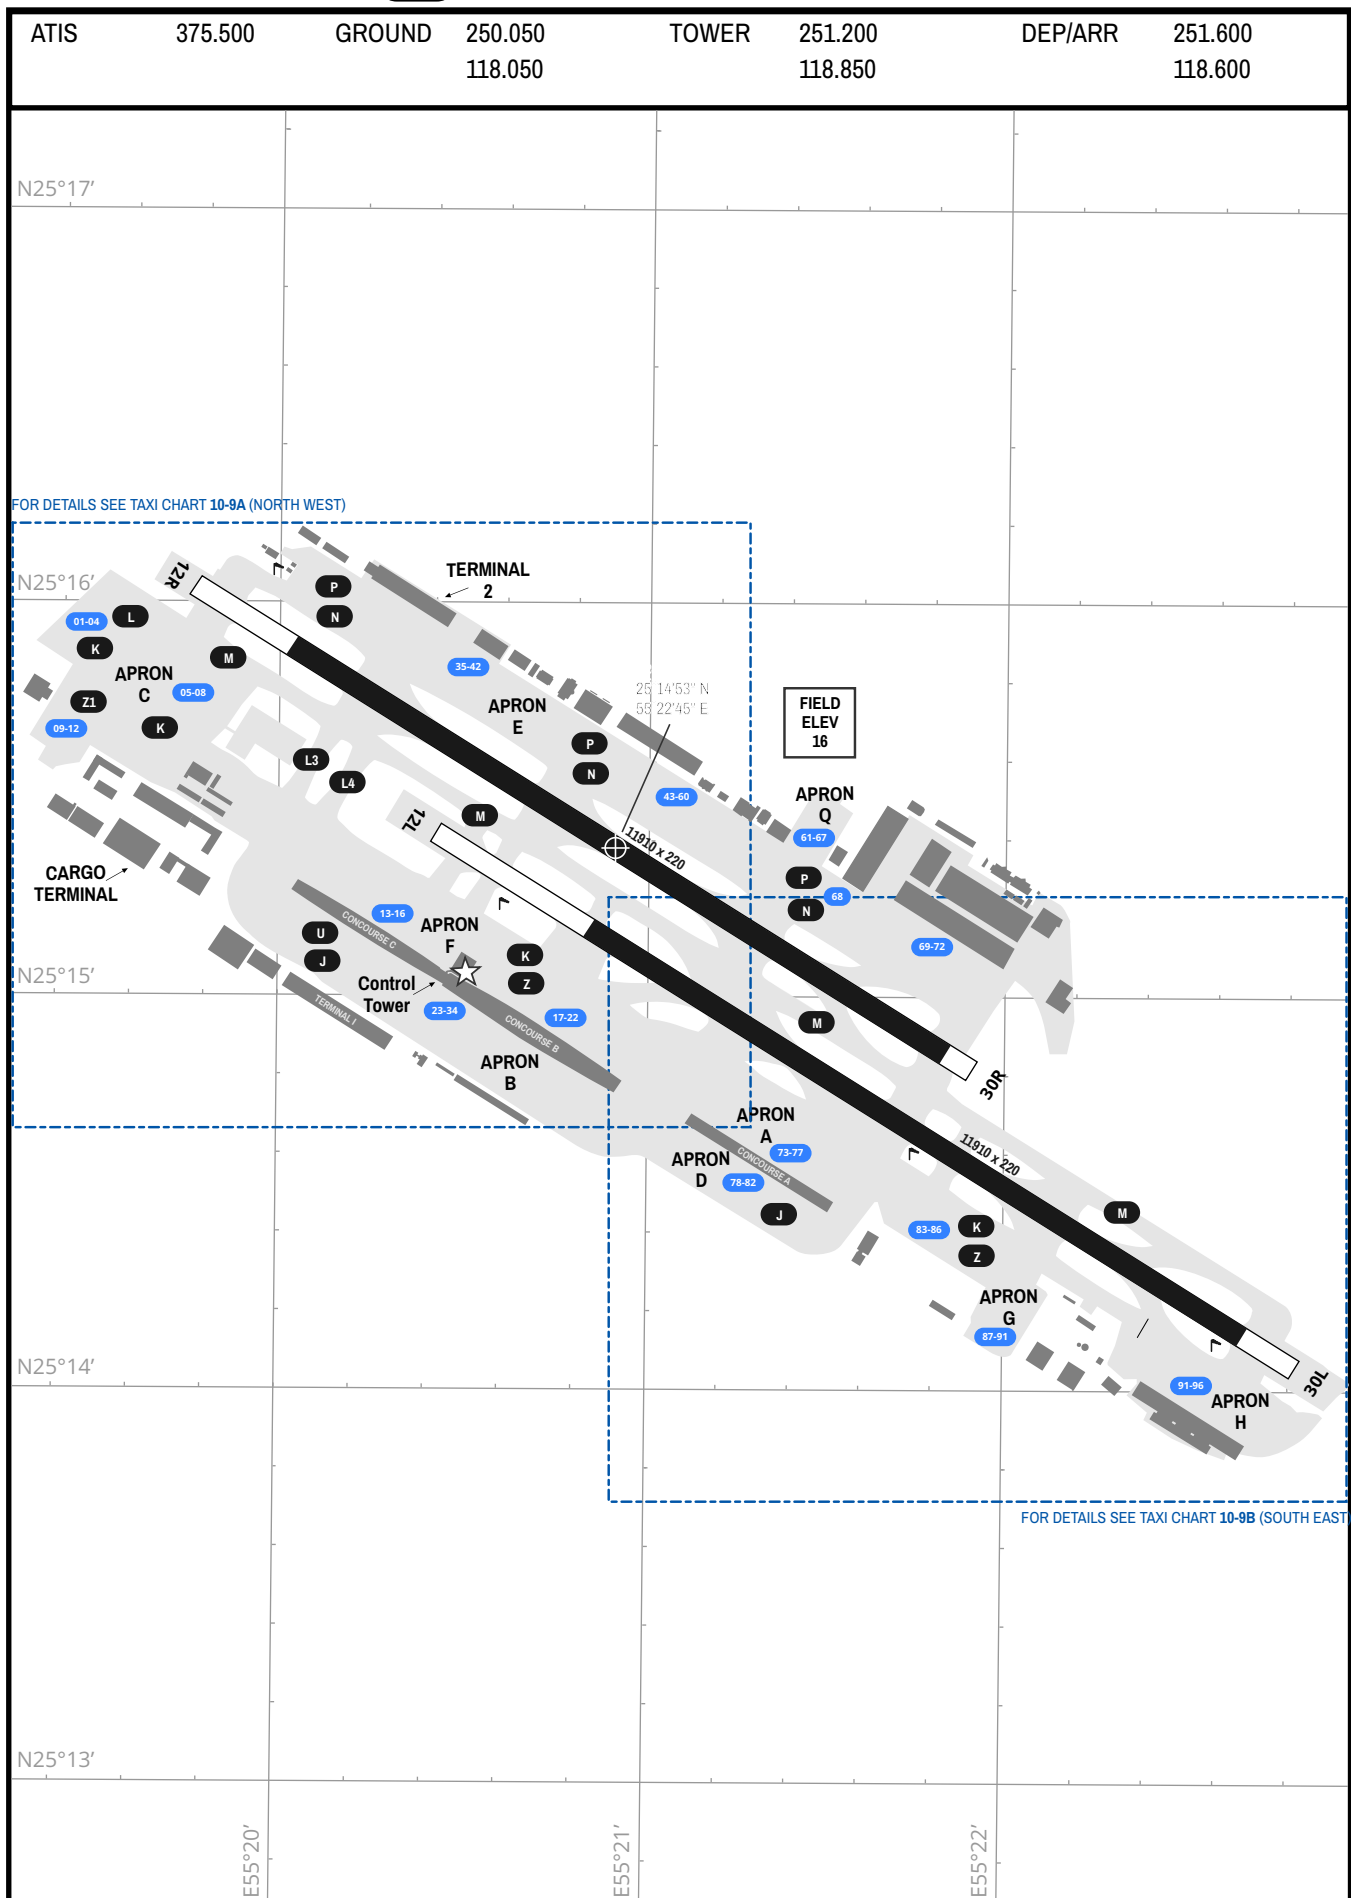 ATIS 375.500 GROUND 250.050 TOWER 251.200 DEP/ARR 251.600
118.050 118.850 118.600
N25°17’
FOR DETAILS SEE TAXI CHART 10-9A (NORTH WEST)
N25°16’
12R
TERMINAL
2
P
N
01-04
L
K
M
APRON
C
05-08
Z1
09-12
K
35-42
APRON
E
25 14'53" N
55 22'45" E
FIELD
ELEV
16
P
N
L3
L4
43-60
APRON
Q
61-67
12L
M
11910 x 220
CARGO
TERMINAL
P
68
N
69-72
13-16
CONCOURSE C
APRON
F
U
J
K
Z
Control
Tower
23-34
17-22
CONCOURSE B
TERMINAL I
M
APRON
B
30R
APRON
A
73-77
APRON
D
CONCOURSE A
78-82
J
11910 x 220
M
83-86
K
Z
APRON
G
87-91
N25°14’
30L
91-96
APRON
H
N25°15’
FOR DETAILS SEE TAXI CHART 10-9B (SOUTH EAST
N25°13’
E55°20’
E55°21’
E55°22’